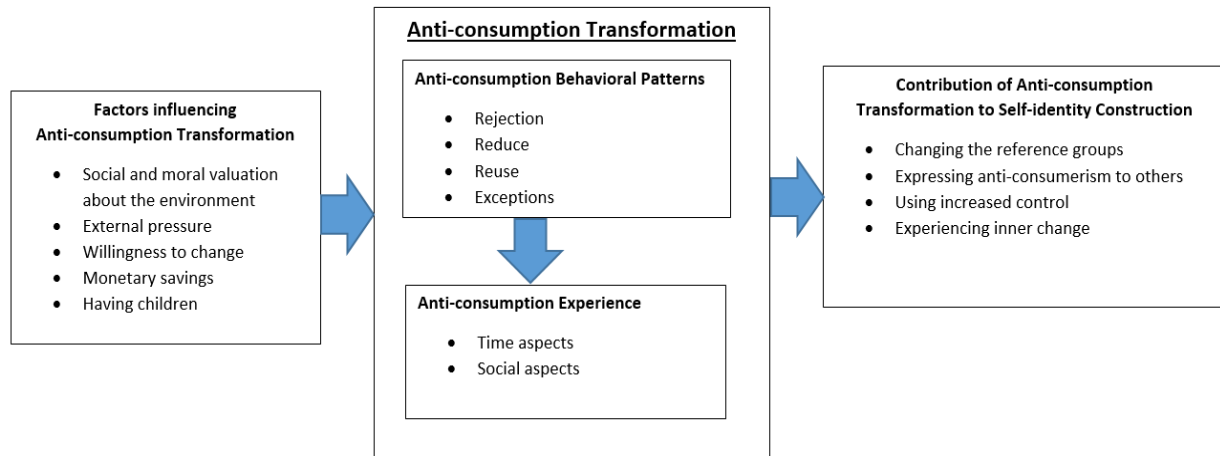 Factors influencing
Anti-consumption Transformation
• Social and moral valuation
about the environment
• External pressure
• Willingness to change
• Monetary savings
• Having children
Anti-consumption Transformation
Anti-consumption Behavioral Patterns
• Rejection
• Reduce
• Reuse
• Exceptions
Anti-consumption Experience
• Time aspects
• Social aspects
Contribution of Anti-consumption
Transformation to Self-identity Construction
• Changing the reference groups
• Expressing anti-consumerism to others
• Using increased control
• Experiencing inner change